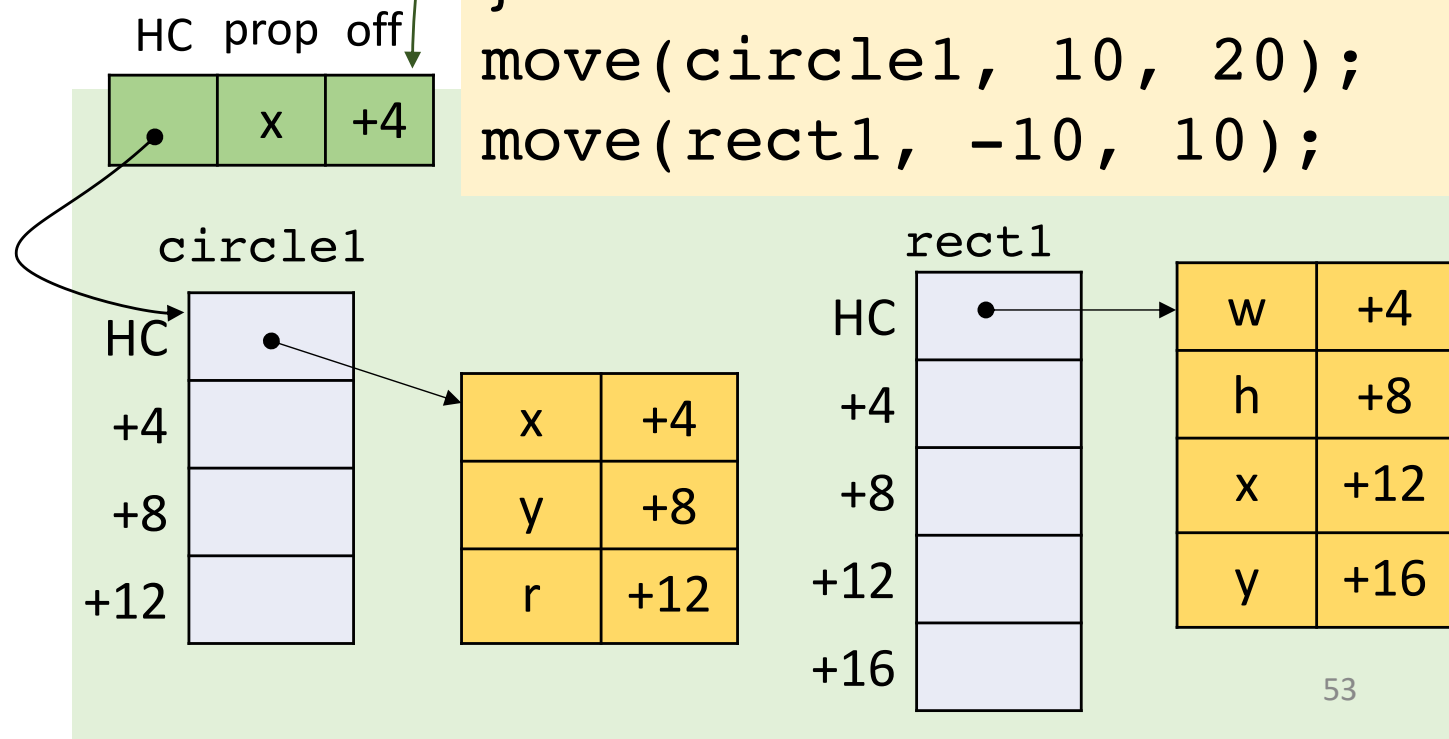 HC prop off
x +4
}
move(circle1, 10, 20);
move(rect1, -10, 10);
circle1
HC
+4
+8
+12
x +4
y +8
r +12
rect1
HC
+4
+8
+12
+16
w +4
h +8
x +12
y +16
53